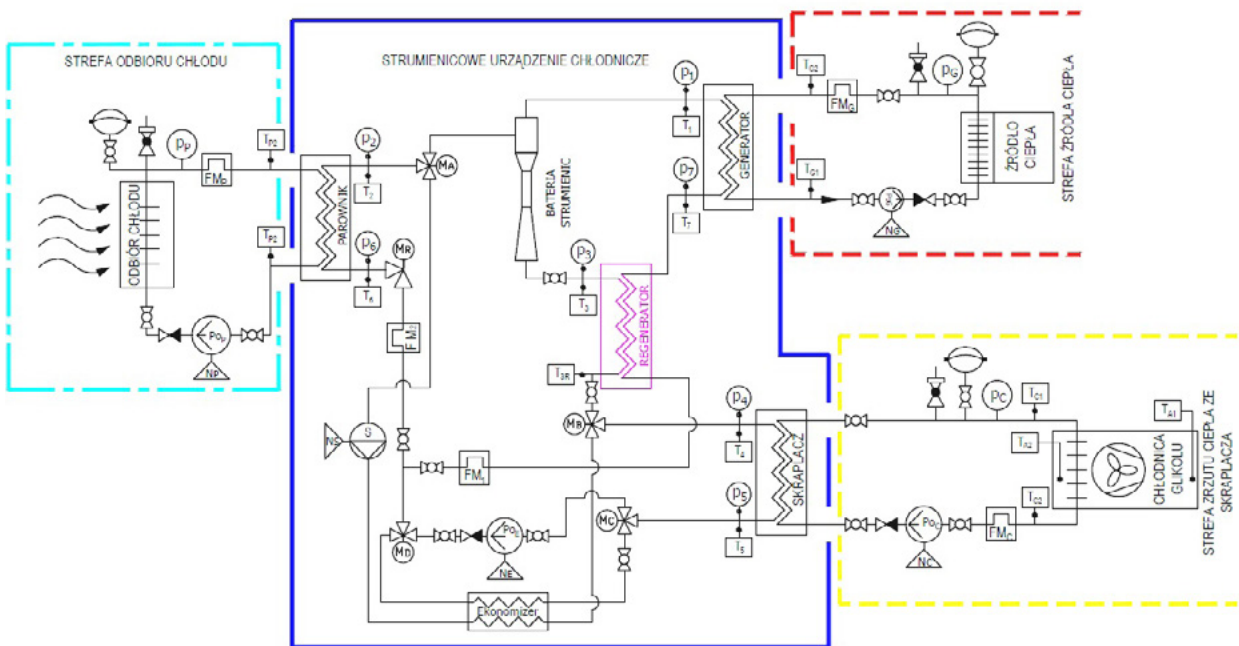 STREFA ODBIORU CHŁODU
STRUMIENICOWE URZĄDZENIE CHŁODNICZE
STREFA ŹRÓDŁA CIEPŁA
STREFA ZRZUTU CIEPŁA ZE
SKRAPLACZA
pP
FMP
TP2
ODBIÓR CHŁODU
TP2
PoP
NP
PAROWNIK
p2
T2
MA
p6
T6
MR
FM2
BATERIA
STRUMIENIC
p1
T1
p7
T7
GENERATOR
TG2
FMG
pG
ŹRÓDŁO
CIEPŁA
TG1
NG
p3
T3
REGENERATOR
T3R
MB
S
NS
FM1
p4
T4
SKRAPLACZ
p5
T5
MC
MD
PoE
NE
Ekonomizer
pC
TC1
TA2
TA1
CHŁODNICA
GLIKOLU
TC2
PoC
NC
FMC